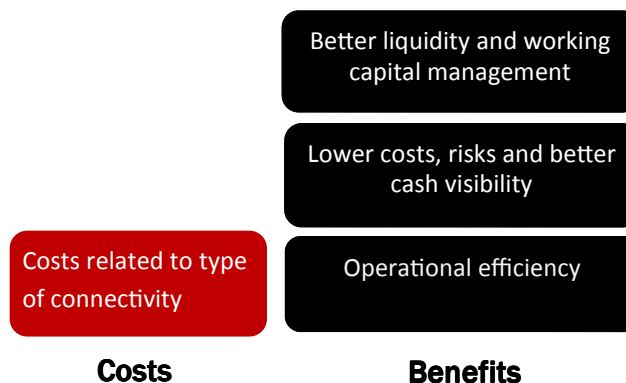 Better liquidity and working
capital management
Lower costs, risks and better
cash visibility
Costs related to type
of connectivity
Operational efficiency
Costs
Benefits